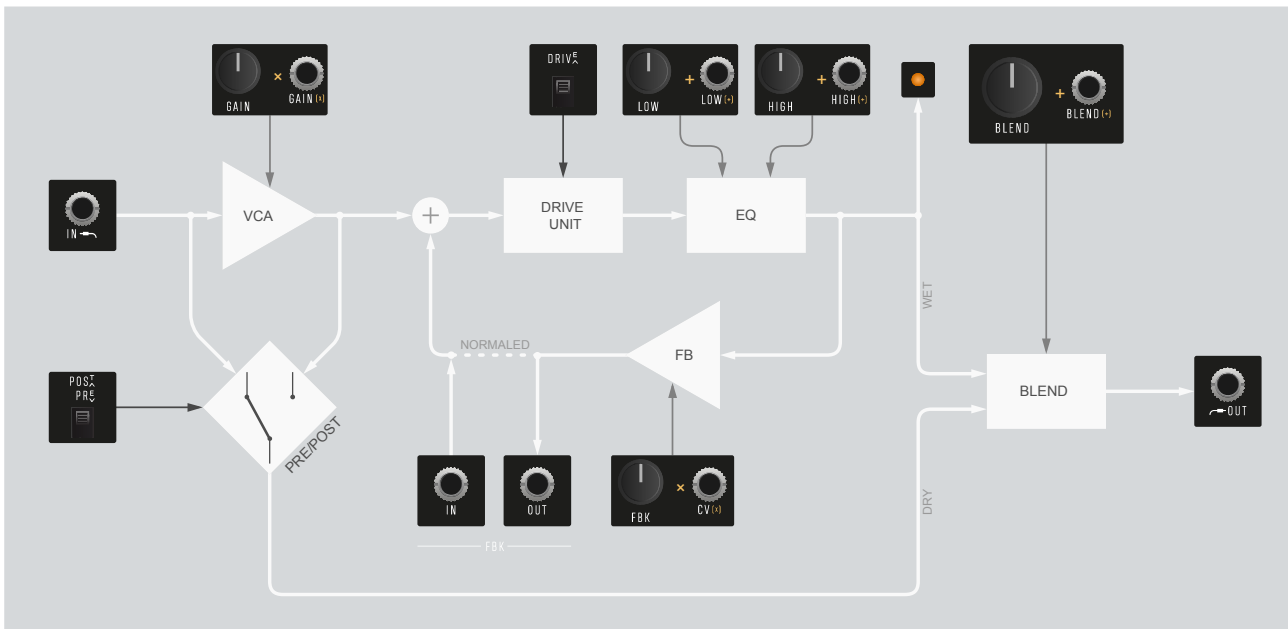 GAIN
×
GAIN(×)
DRIVE
LOW
+
LOW(+)
HIGH
+
HIGH(+)
BLEND
+
BLEND(+)
IN
VCA
+
DRIVE
UNIT
EQ
WET
NORMALED
FB
POST
PRE
PRE/POST
BLEND
OUT
IN
OUT
FBK
×
CV(×)
FBK
DRY